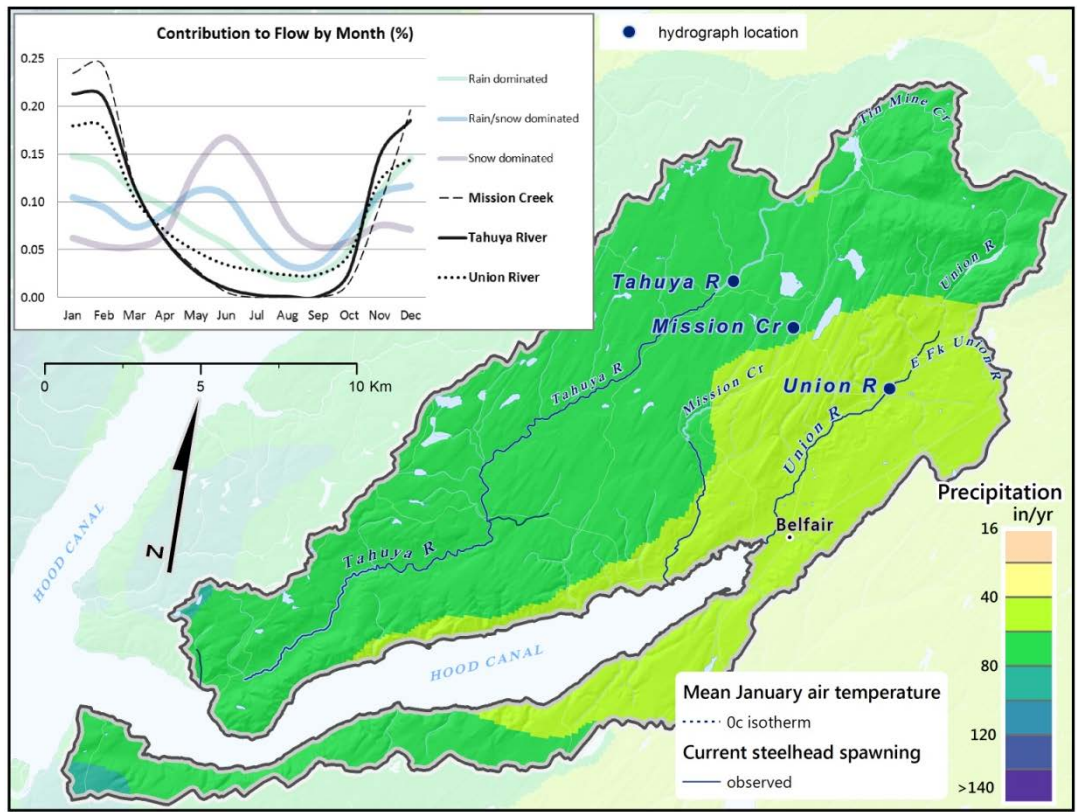 Contribution to Flow by Month (%)
0.25
0.20
0.15
0.10
0.05
0.00
Jan Feb Mar Apr May Jun Jul Aug Sep Oct Nov Dec
Rain dominated
Rain/snow dominated
Snow dominated
Mission Creek
Tahuya River
Union River
hydrograph location
Tin Mine Cr
Union R
Tahuya R
Mission Cr
Union R
E Fk Union R
Tahuya R
Mission Cr
Union R
Belfair
Tahuya R
HOOD CANAL
HOOD CANAL
0 5 10 Km
N
Precipitation
in/yr
16
40
80
120
>140
Mean January air temperature
0c isotherm
Current steelhead spawning
observed